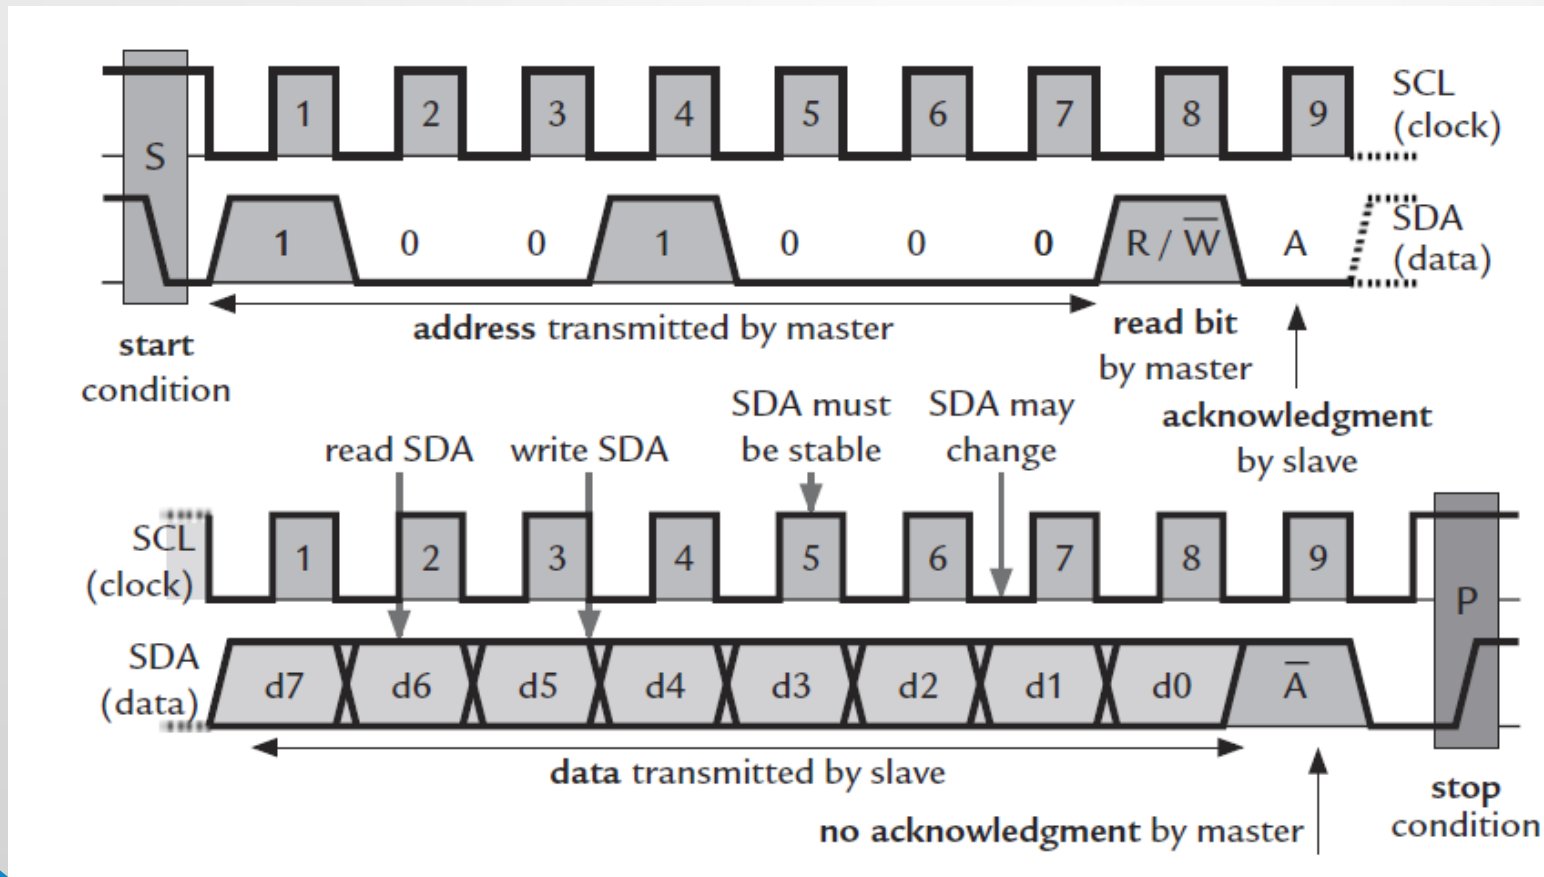 1 2 3 4 5 6 7 8 9
SCL
(clock)
S
1 0 0 1 0 0 0 R / W̅ A
SDA
(data)
address transmitted by master
start
condition
read bit
by master
acknowledgment
by slave
read SDA
write SDA
SDA must
be stable
SDA may
change
SCL
(clock)
1 2 3 4 5 6 7 8 9
P
SDA
(data)
d7 d6 d5 d4 d3 d2 d1 d0 A̅
data transmitted by slave
stop
condition
no acknowledgment by master